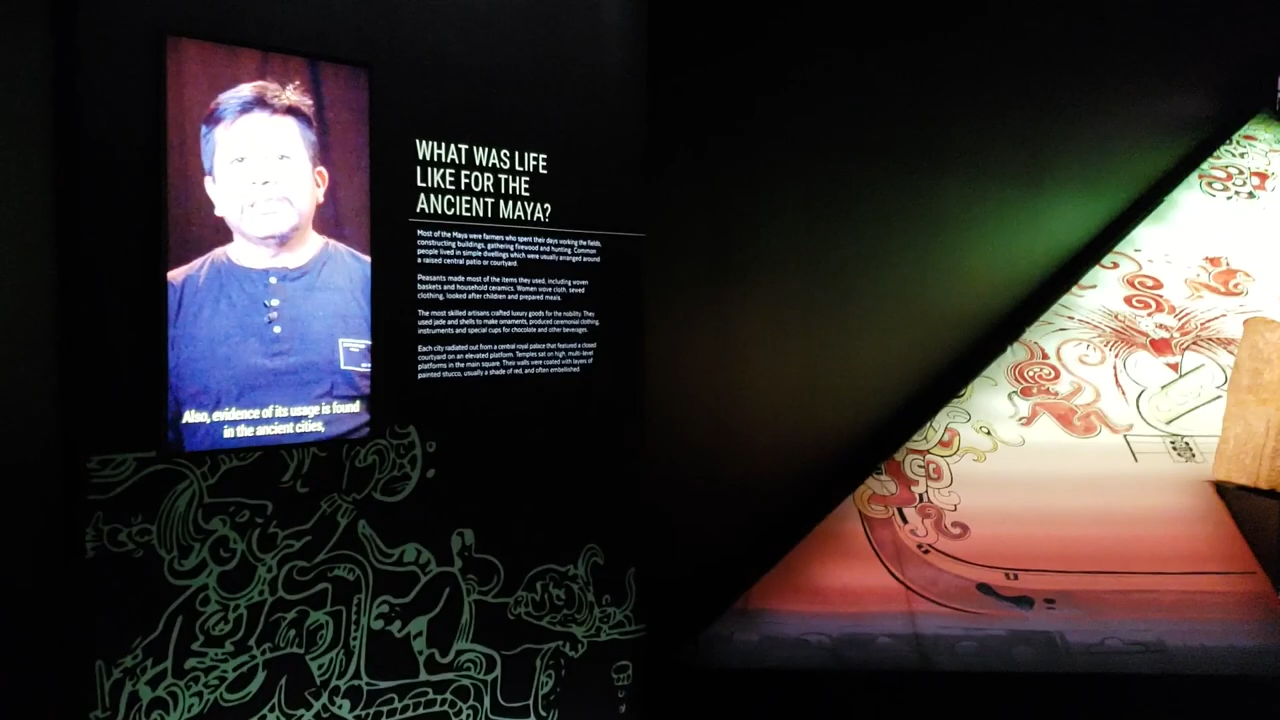 WHAT WAS LIFE
LIKE FOR THE
ANCIENT MAYA?
Most of the Maya were farmers who spent their days working the fields,
constructing buildings, gathering firewood and hunting. Common
people lived in simple dwellings which were usually arranged around
a raised central patio or courtyard.
Peasants made most of the items they used, including woven
baskets and household ceramics. Women wove cloth, sewed
clothing, looked after children and prepared meals.
The most skilled artisans crafted luxury goods for the nobility. They
used jade and shells to make ornaments, produced ceremonial clothing,
instruments and special cups for chocolate and other beverages.
Each city radiated out from a central royal palace that featured a closed
courtyard on an elevated platform. Temples sat on high, multi-level
platforms in the main square. Their walls were coated with layers of
painted stucco, usually a shade of red, and often embellished
Also, evidence of its usage is found
in the ancient cities,